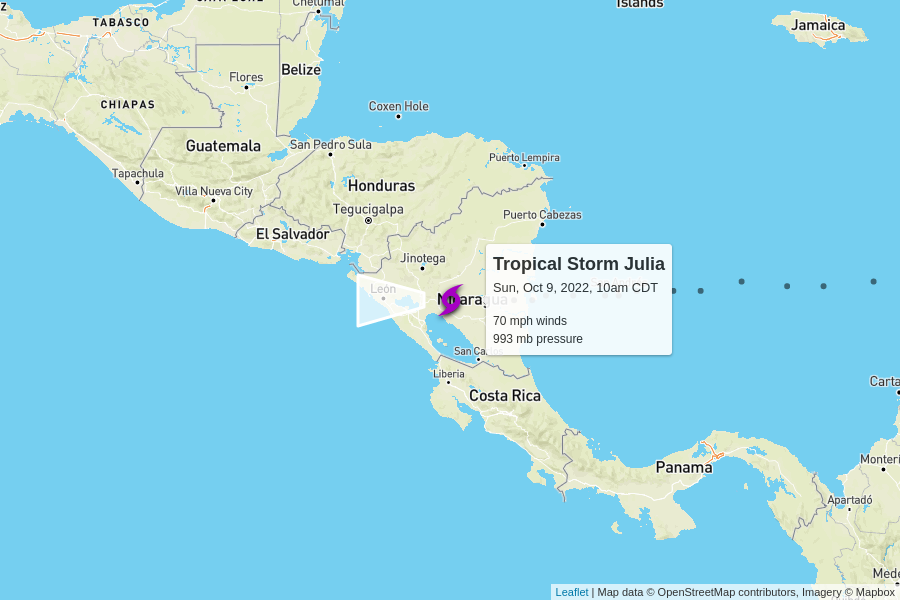 Islands
Chetumal
TABASCO
Jamaica
Belize
Flores
CHIAPAS
Coxen Hole
Guatemala
San Pedro Sula
Puerto Lempira
Tapachula
Honduras
Villa Nueva City
Tegucigalpa
Puerto Cabezas
El Salvador
Jinotega
Tropical Storm Julia
Sun, Oct 9, 2022, 10am CDT
León
Nicaragua
70 mph winds
993 mb pressure
San Ca
Liberia
Carta
Costa Rica
Monterí
Panama
Apartadó
Mede
Leaflet | Map data © OpenStreetMap contributors, Imagery © Mapbox